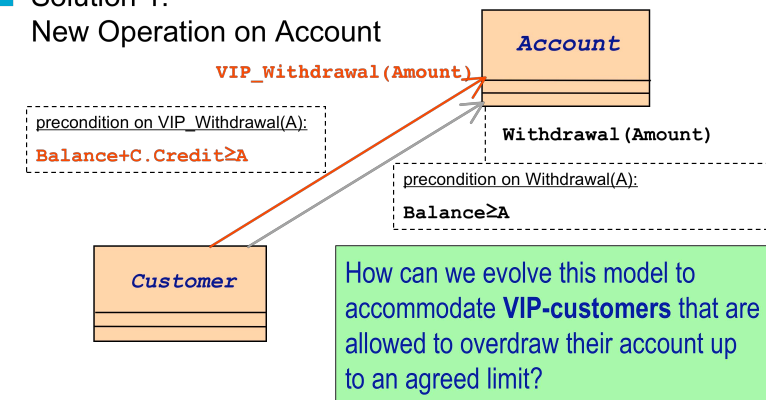 Solution 1:
New Operation on Account
Account
VIP_Withdrawal(Amount)
precondition on VIP_Withdrawal(A):
Balance+C.Credit≥A
Withdrawal(Amount)
precondition on Withdrawal(A):
Balance≥A
Customer
How can we evolve this model to
accommodate VIP-customers that are
allowed to overdraw their account up
to an agreed limit?